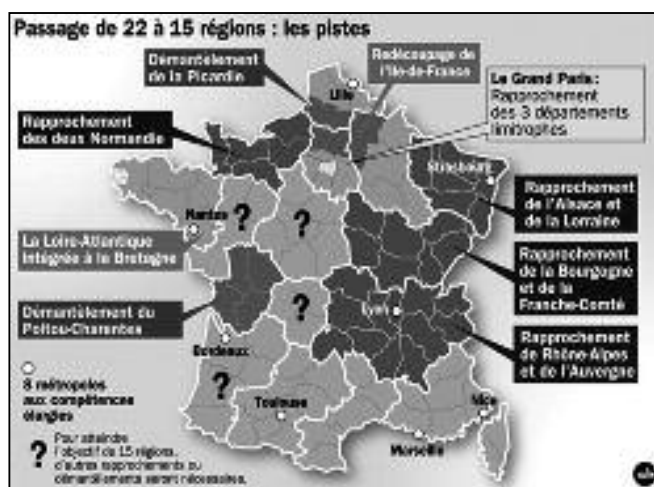 Passage de 22 à 15 régions : les pistes
Démantèlement
de la Picardie
Redécoupage de
l'Ile-de-France
Lille
Le Grand Paris :
Rapprochement
des 3 départements
limitrophes
Rapprochement
des deux Normandie
Strasbourg
Rapprochement
de l'Alsace et
de la Lorraine
Nantes
?
?
La Loire-Atlantique
intégrée à la Bretagne
Rapprochement
de la Bourgogne
et de la
Franche-Comté
Démantèlement du
Poitou-Charentes
?
Lyon
Rapprochement
de Rhône-Alpes
et de l'Auvergne
Bordeaux
8 métropoles
aux compétences
élargies
?
Toulouse
Nice
Marseille
? Pour atteindre
l'objectif de 15 régions,
d'autres rapprochements ou
démantèlements seront nécessaires.